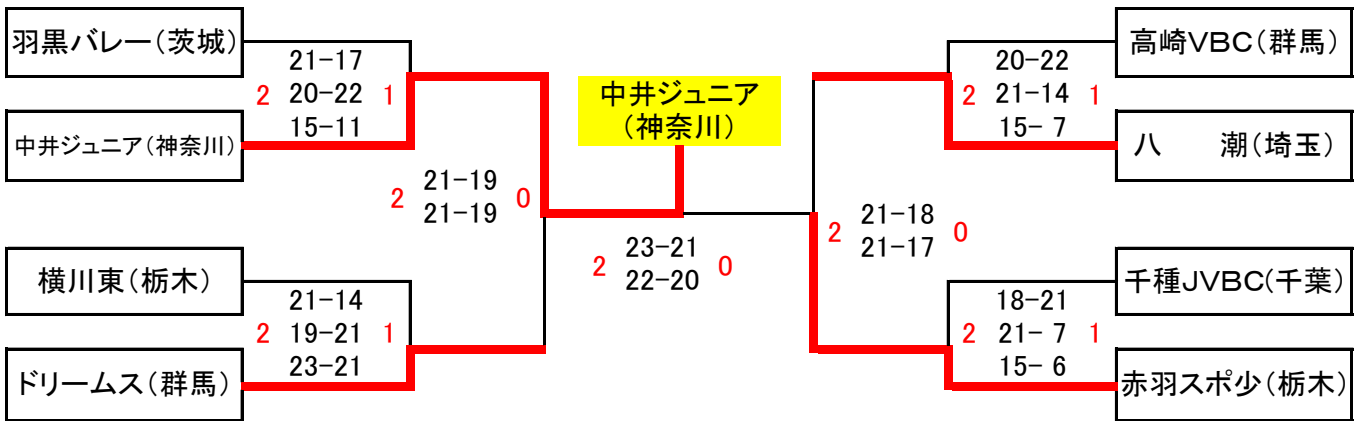 羽黒バレー(茨城)
21-17
2 20-22 1
15-11
中井ジュニア(神奈川)
2 21-19 0
21-19
横川東(栃木)
21-14
2 19-21 1
23-21
ドリームス(群馬)
中井ジュニア
(神奈川)
2 23-21 0
22-20
高崎VBC(群馬)
20-22
2 21-14 1
15- 7
八 潮(埼玉)
2 21-18 0
21-17
千種JVBC(千葉)
18-21
2 21- 7 1
15- 6
赤羽スポ少(栃木)